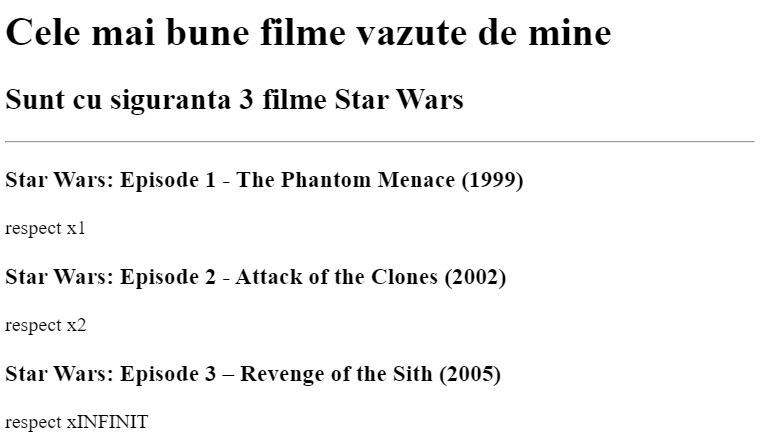 Cele mai bune filme vazute de mine
Sunt cu siguranta 3 filme Star Wars
Star Wars: Episode 1 - The Phantom Menace (1999)
respect x1
Star Wars: Episode 2 - Attack of the Clones (2002)
respect x2
Star Wars: Episode 3 – Revenge of the Sith (2005)
respect xINFINIT